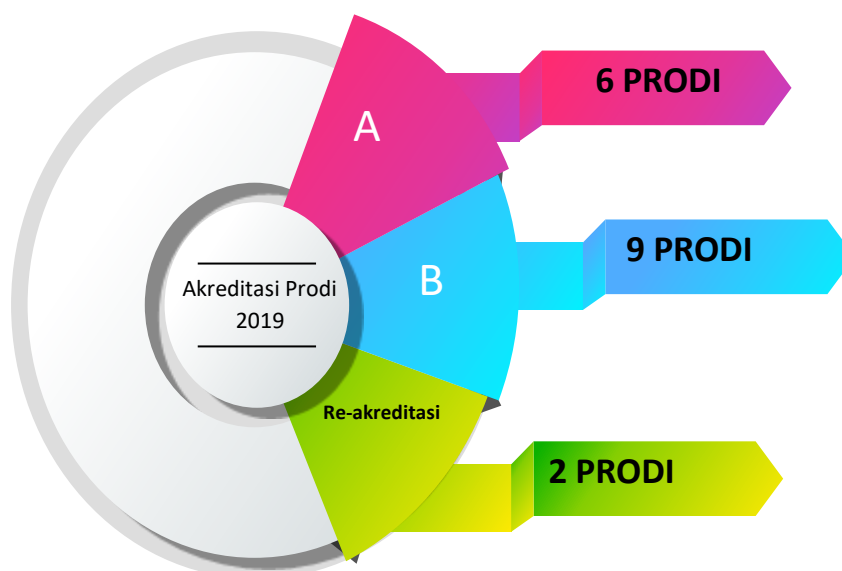 A
6 PRODI
B
9 PRODI
Akreditasi Prodi
2019
Re-akreditasi
2 PRODI